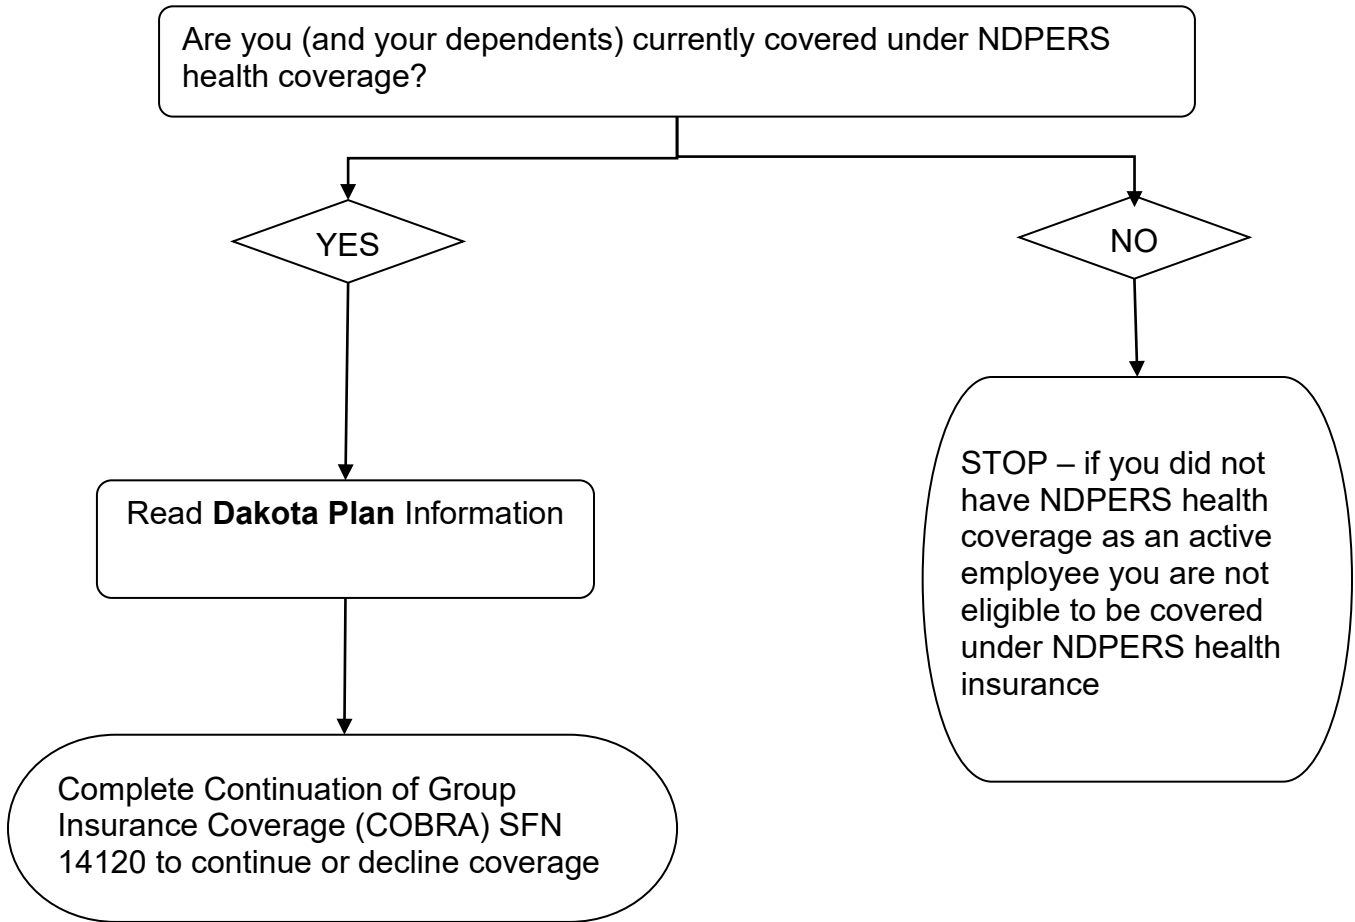 Are you (and your dependents) currently covered under NDPERS
health coverage?
YES
NO
Read Dakota Plan Information
STOP – if you did not
have NDPERS health
coverage as an active
employee you are not
eligible to be covered
under NDPERS health
insurance
Complete Continuation of Group
Insurance Coverage (COBRA) SFN
14120 to continue or decline coverage